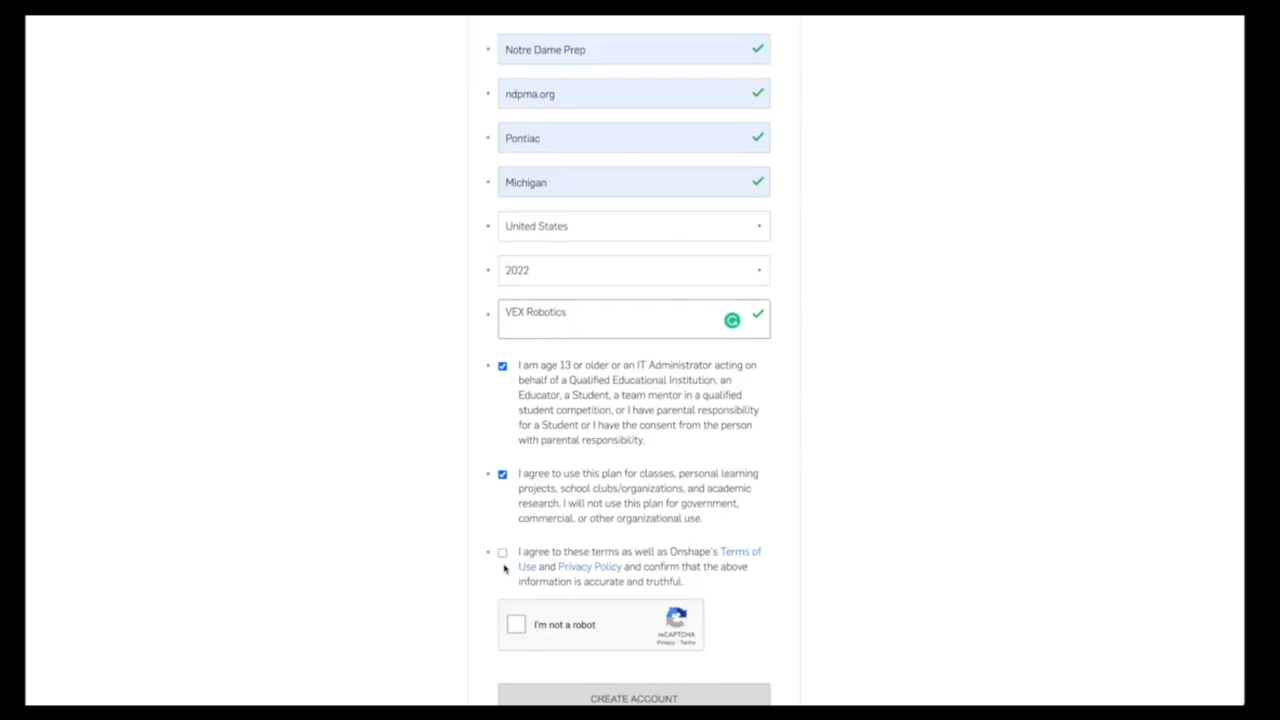 Notre Dame Prep
ndpma.org
Pontiac
Michigan
United States
2022
VEX Robotics
I am age 13 or older or an IT Administrator acting on
behalf of a Qualified Educational Institution, an
Educator, a Student, a team mentor in a qualified
student competition, or I have parental responsibility
for a Student or I have the consent from the person
with parental responsibility.
I agree to use this plan for classes, personal learning
projects, school clubs/organizations, and academic
research. I will not use this plan for government,
commercial, or other organizational use.
I agree to these terms as well as Onshape's Terms of
Use and Privacy Policy and confirm that the above
information is accurate and truthful.
I'm not a robot
reCAPTCHA
Privacy - Terms
CREATE ACCOUNT